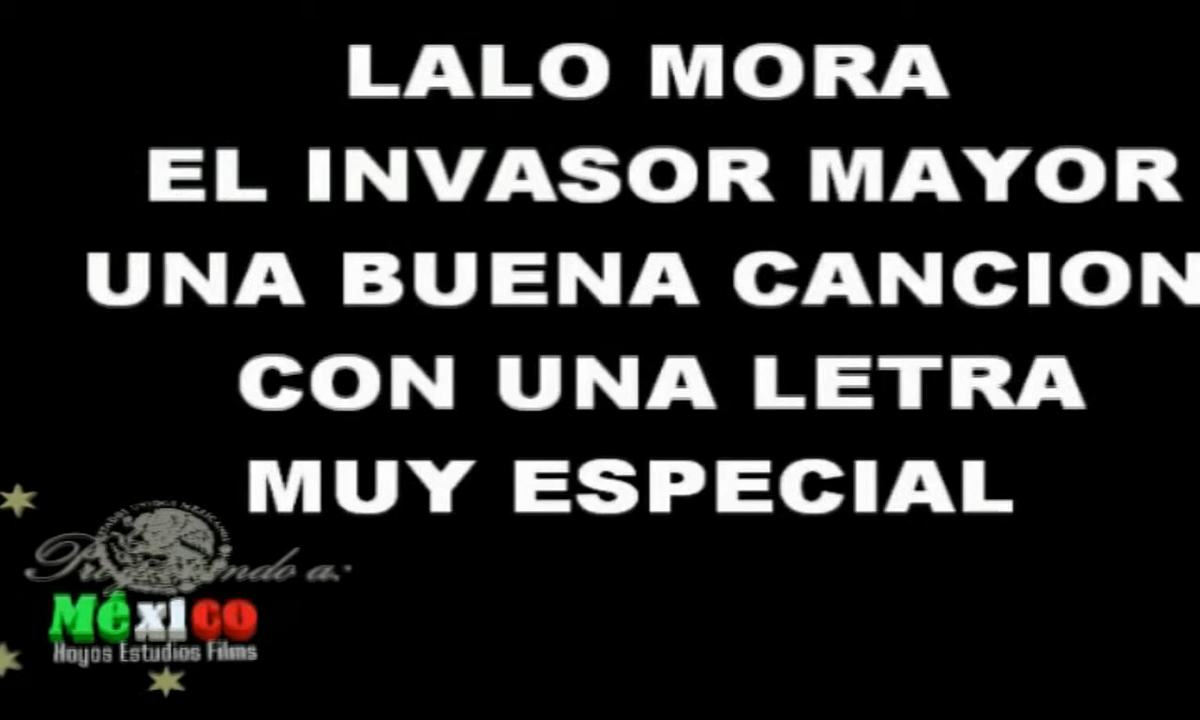 LALO MORA
EL INVASOR MAYOR
UNA BUENA CANCION
CON UNA LETRA
MUY ESPECIAL
a:
México
Hoyos Estudios Films